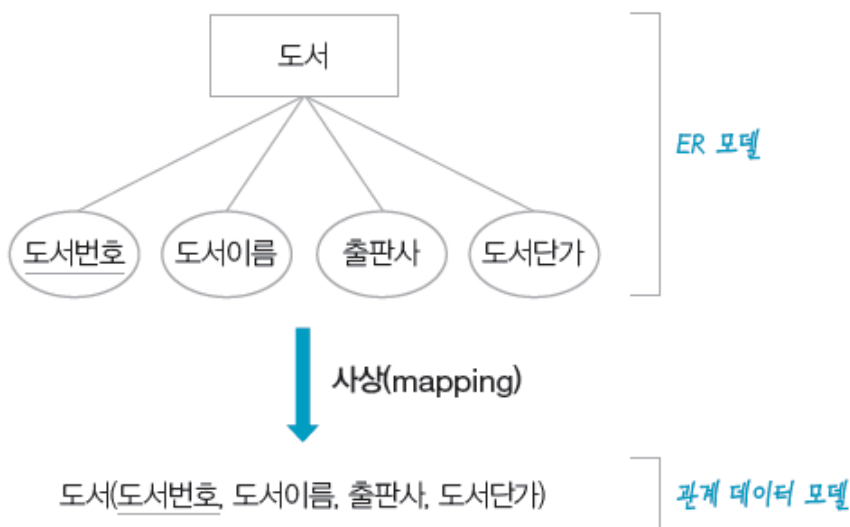 도서
ER 모델
도서번호 도서이름 출판사 도서단가
사상(mapping)
도서(도서번호, 도서이름, 출판사, 도서단가)
관계 데이터 모델